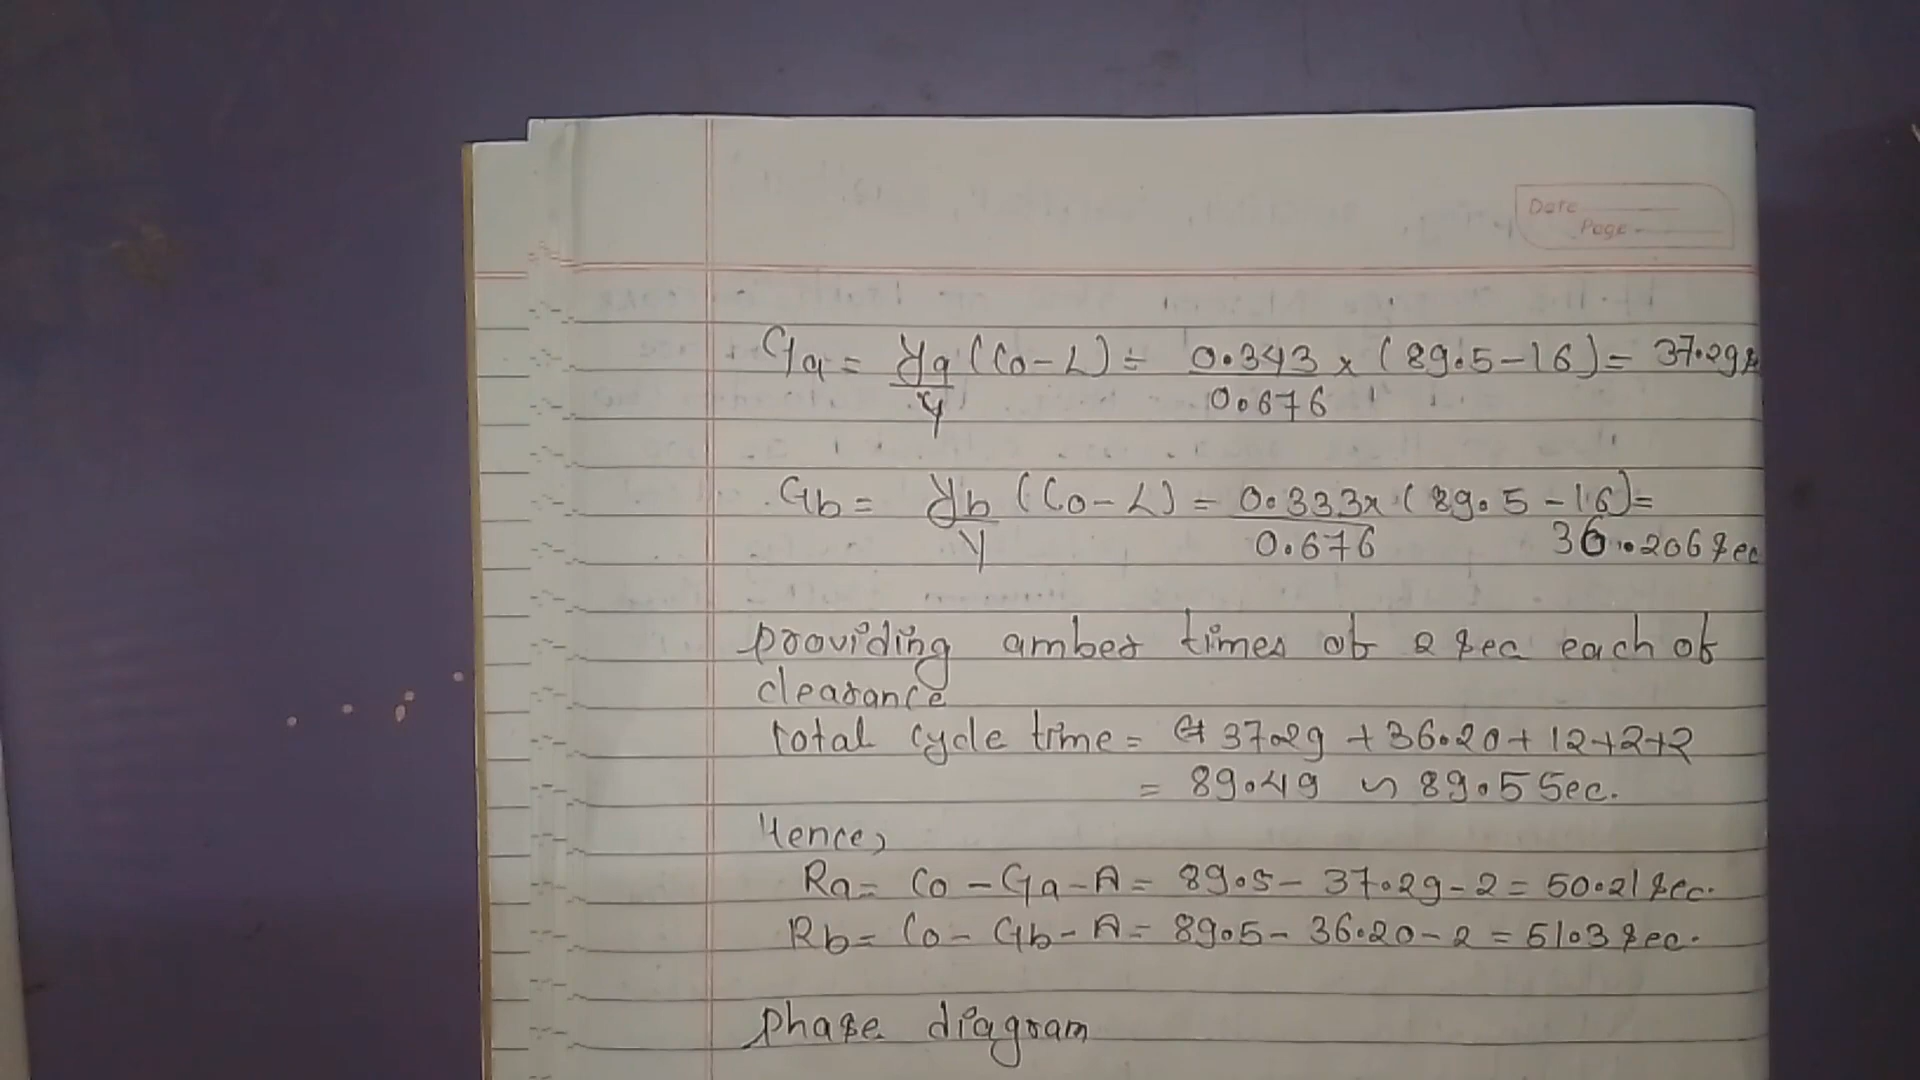 Date
Page
Ga = ya/y (Co-L) = 0.343/0.676 x (89.5-16) = 37.29s
Gb = yb/y (Co-L) = 0.333/0.676 x (89.5-16) =
36.206 sec
providing amber times of 2 sec each of
clearance
total cycle time = 37.29 + 36.20 + 12+2+2
= 89.49 ∽ 89.5 Sec.
Hence,
Ra = Co - Ga - A = 89.5 - 37.29 - 2 = 50.21 sec.
Rb = Co - Gb - A = 89.5 - 36.20 - 2 = 51.3 sec.
phase diagram